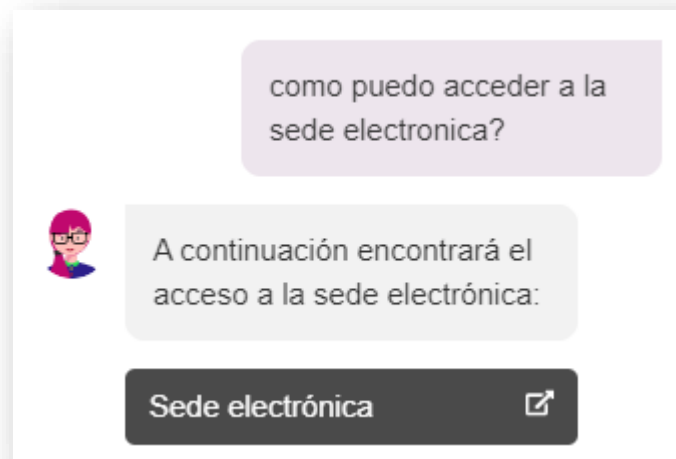 como puedo acceder a la
sede electronica?
A continuación encontrará el
acceso a la sede electrónica:
Sede electrónica